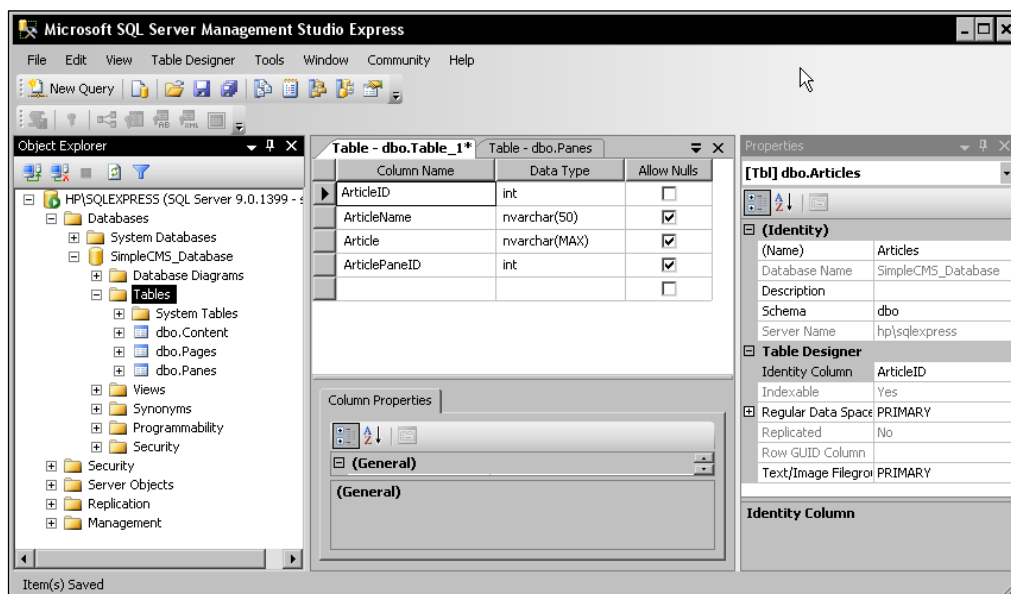 Microsoft SQL Server Management Studio Express
File Edit View Table Designer Tools Window Community Help
New Query
Object Explorer
HP\SQLEXPRESS (SQL Server 9.0.1399 - s
Databases
System Databases
SimpleCMS_Database
Database Diagrams
Tables
System Tables
dbo.Content
dbo.Pages
dbo.Panes
Views
Synonyms
Programmability
Security
Security
Server Objects
Replication
Management
Table - dbo.Table_1* Table - dbo.Panes
Column Name Data Type Allow Nulls
ArticleID int
ArticleName nvarchar(50)
Article nvarchar(MAX)
ArticlePaneID int
Column Properties
(General)
(General)
Properties
[Tbl] dbo.Articles
(Identity)
(Name) Articles
Database Name SimpleCMS_Database
Description
Schema dbo
Server Name hp\sqlexpress
Table Designer
Identity Column ArticleID
Indexable Yes
Regular Data Space PRIMARY
Replicated No
Row GUID Column
Text/Image Filegrou PRIMARY
Identity Column
Item(s) Saved